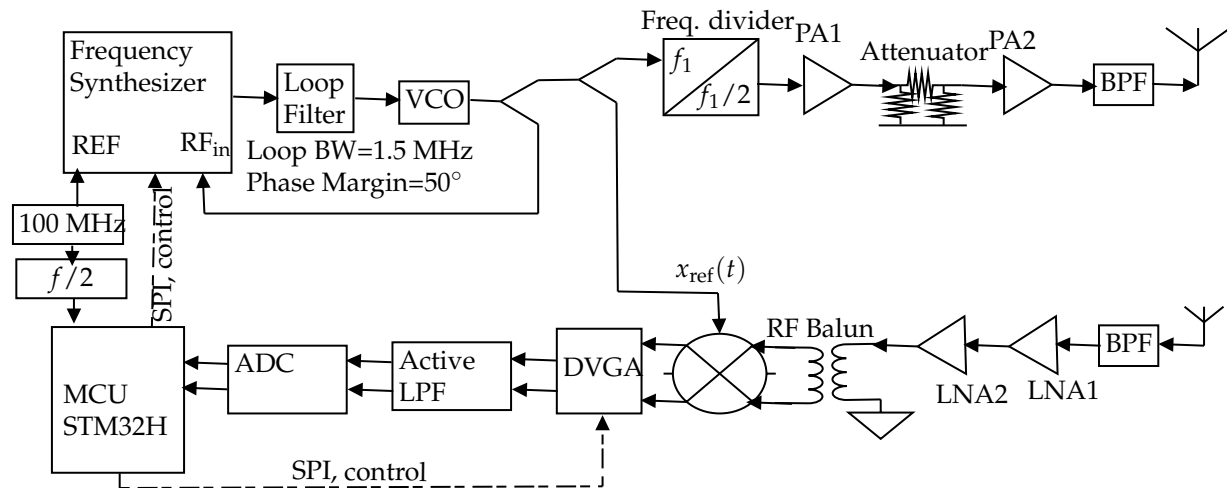 Frequency
Synthesizer
REF
RF_in
Loop
Filter
VCO
Loop BW=1.5 MHz
Phase Margin=50°
Freq. divider
f₁
f₁/2
PA1
Attenuator
PA2
BPF
100 MHz
f/2
SPI, control
x_ref(t)
MCU
STM32H
ADC
Active
LPF
DVGA
RF Balun
LNA2
LNA1
BPF
SPI, control